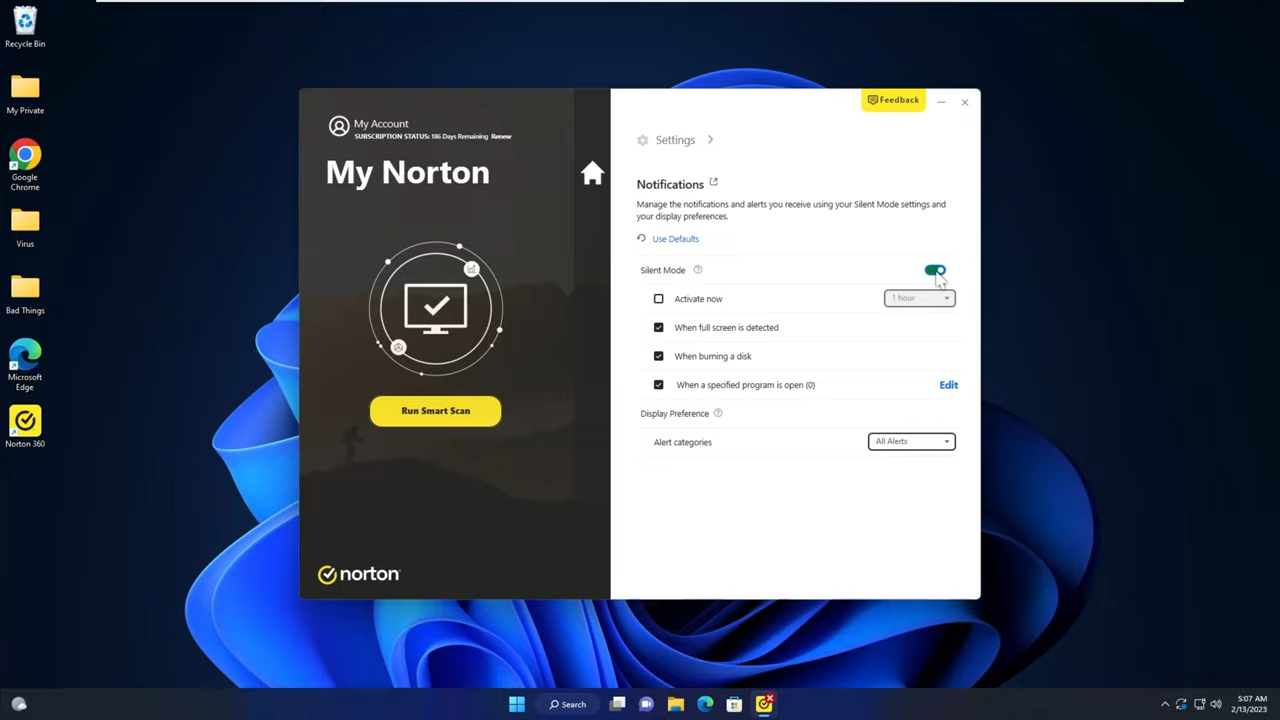 Recycle Bin
My Private
Google
Chrome
Virus
Bad Things
Microsoft
Edge
Norton 360
My Account
SUBSCRIPTION STATUS: 186 Days Remaining Renew
My Norton
Run Smart Scan
norton
Feedback
Settings
Notifications
Manage the notifications and alerts you receive using your Silent Mode settings and
your display preferences.
Use Defaults
Silent Mode
Activate now
1 hour
When full screen is detected
When burning a disk
When a specified program is open (0)
Edit
Display Preference
Alert categories
All Alerts
Search
5:07 AM
2/13/2023